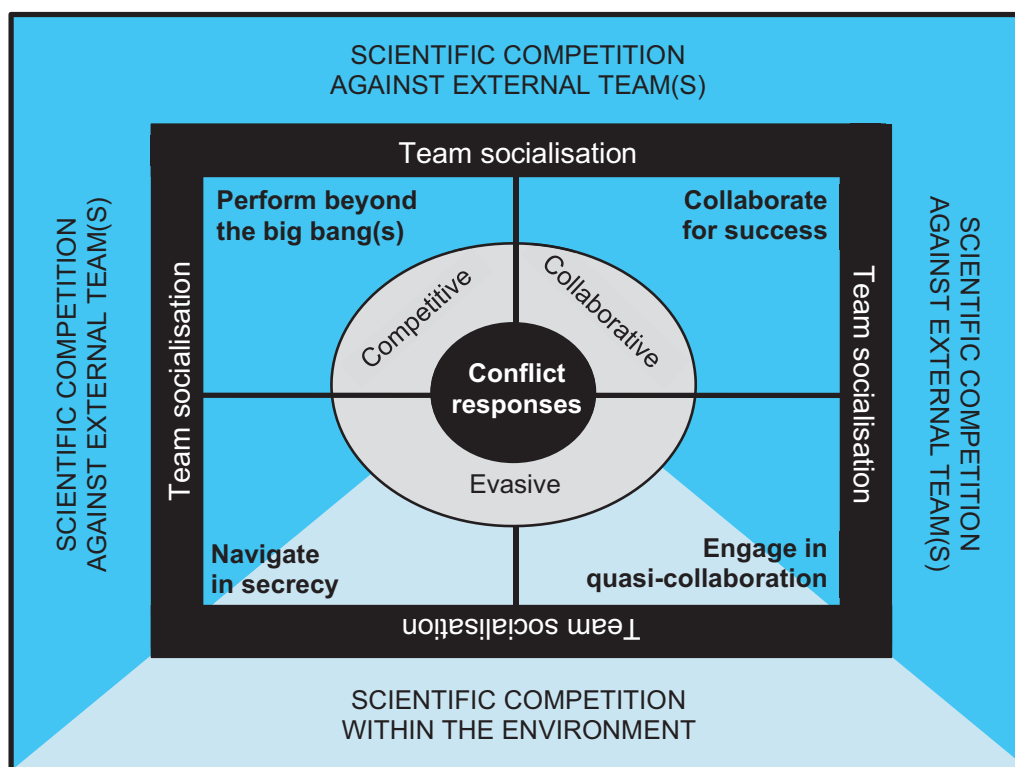 SCIENTIFIC COMPETITION
AGAINST EXTERNAL TEAM(S)
Team socialisation
SCIENTIFIC COMPETITION
AGAINST EXTERNAL TEAM(S)
Team socialisation
Perform beyond
the big bang(s)
Collaborate
for success
Competitive
Collaborative
Conflict
responses
Evasive
Navigate
in secrecy
Engage in
quasi-collaboration
Team socialisation
SCIENTIFIC COMPETITION
AGAINST EXTERNAL TEAM(S)
Team socialisation
SCIENTIFIC COMPETITION
WITHIN THE ENVIRONMENT